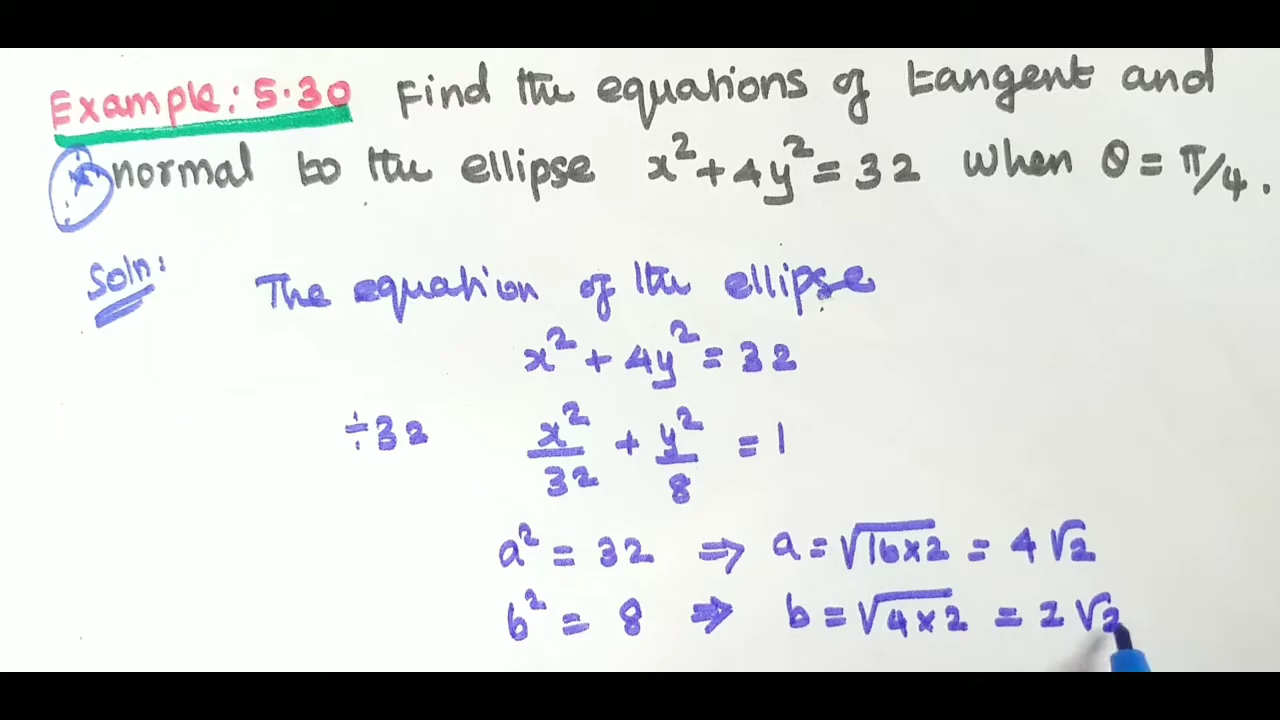 Example: 5.30 Find the equations of tangent and
* normal to the ellipse x² + 4y² = 32 when θ = π/4.
Soln: The equation of the ellipse
x² + 4y² = 32
÷32 x²/32 + y²/8 = 1
a² = 32 ⇒ a = √16×2 = 4√2
b² = 8 ⇒ b = √4×2 = 2√2